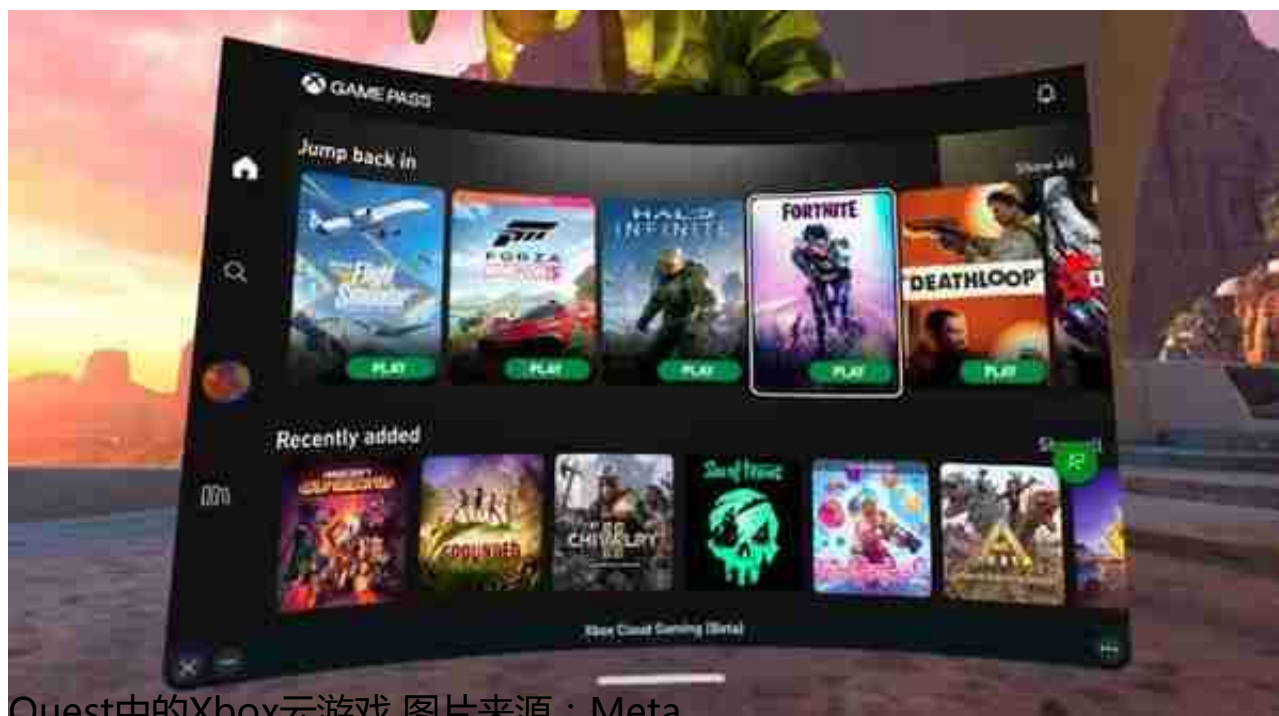 GAME PASS
Jump back in
Show all
Flight
Simulator
FORZA
HALO
INFINITE
FORTNITE
DEATHLOOP
PLAY
PLAY
PLAY
PLAY
PLAY
Recently added
DUNGEONS
GROUNDED
CHIVALRY
Sea of Thieves
Xbox Cloud Gaming (Beta)
Quest中的Xbox云游戏 图片来源：Meta